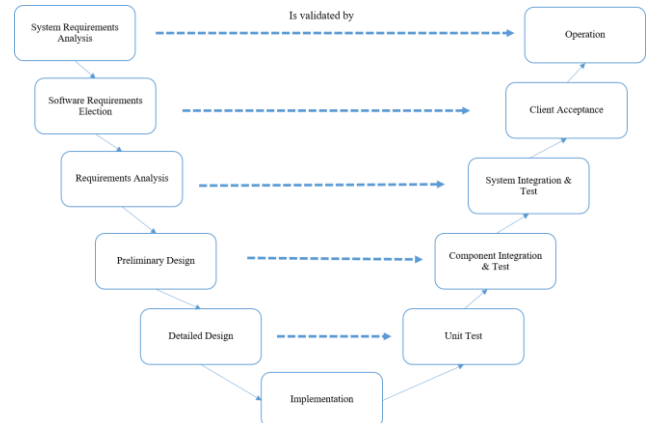 Is validated by
System Requirements
Analysis
Operation
Software Requirements
Election
Client Acceptance
Requirements Analysis
System Integration &
Test
Preliminary Design
Component Integration
& Test
Detailed Design
Unit Test
Implementation